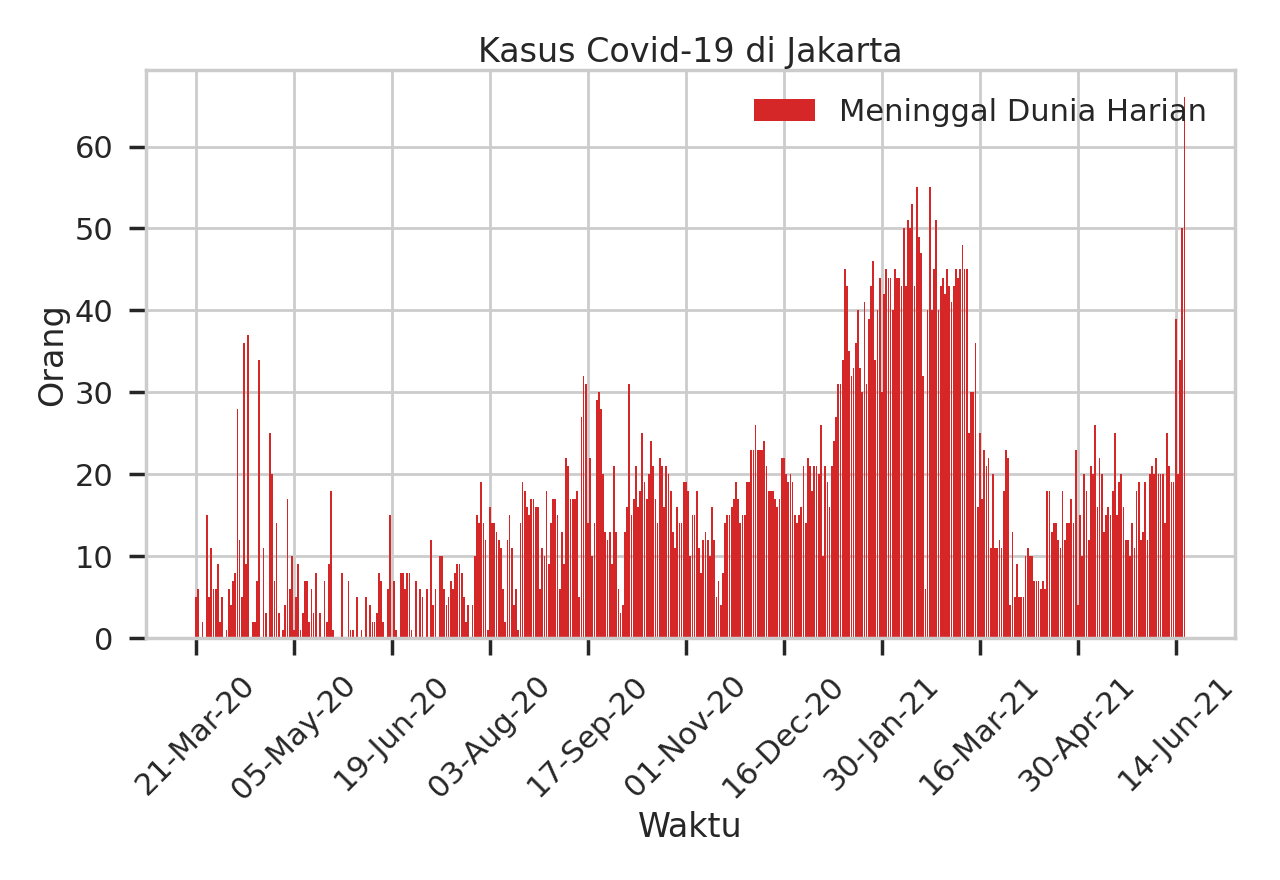 Kasus Covid-19 di Jakarta
Meninggal Dunia Harian
Orang
60
50
40
30
20
10
0
21-Mar-20
05-May-20
19-Jun-20
03-Aug-20
17-Sep-20
01-Nov-20
16-Dec-20
30-Jan-21
16-Mar-21
30-Apr-21
14-Jun-21
Waktu